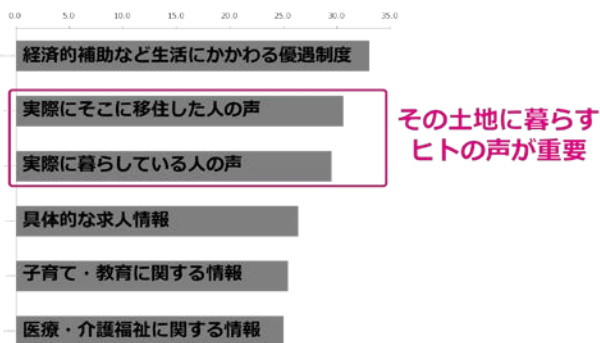 0.0 5.0 10.0 15.0 20.0 25.0 30.0 35.0
経済的補助など生活にかかわる優遇制度
実際にそこに移住した人の声
実際に暮らしている人の声
その土地に暮らす
ヒトの声が重要
具体的な求人情報
子育て・教育に関する情報
医療・介護福祉に関する情報